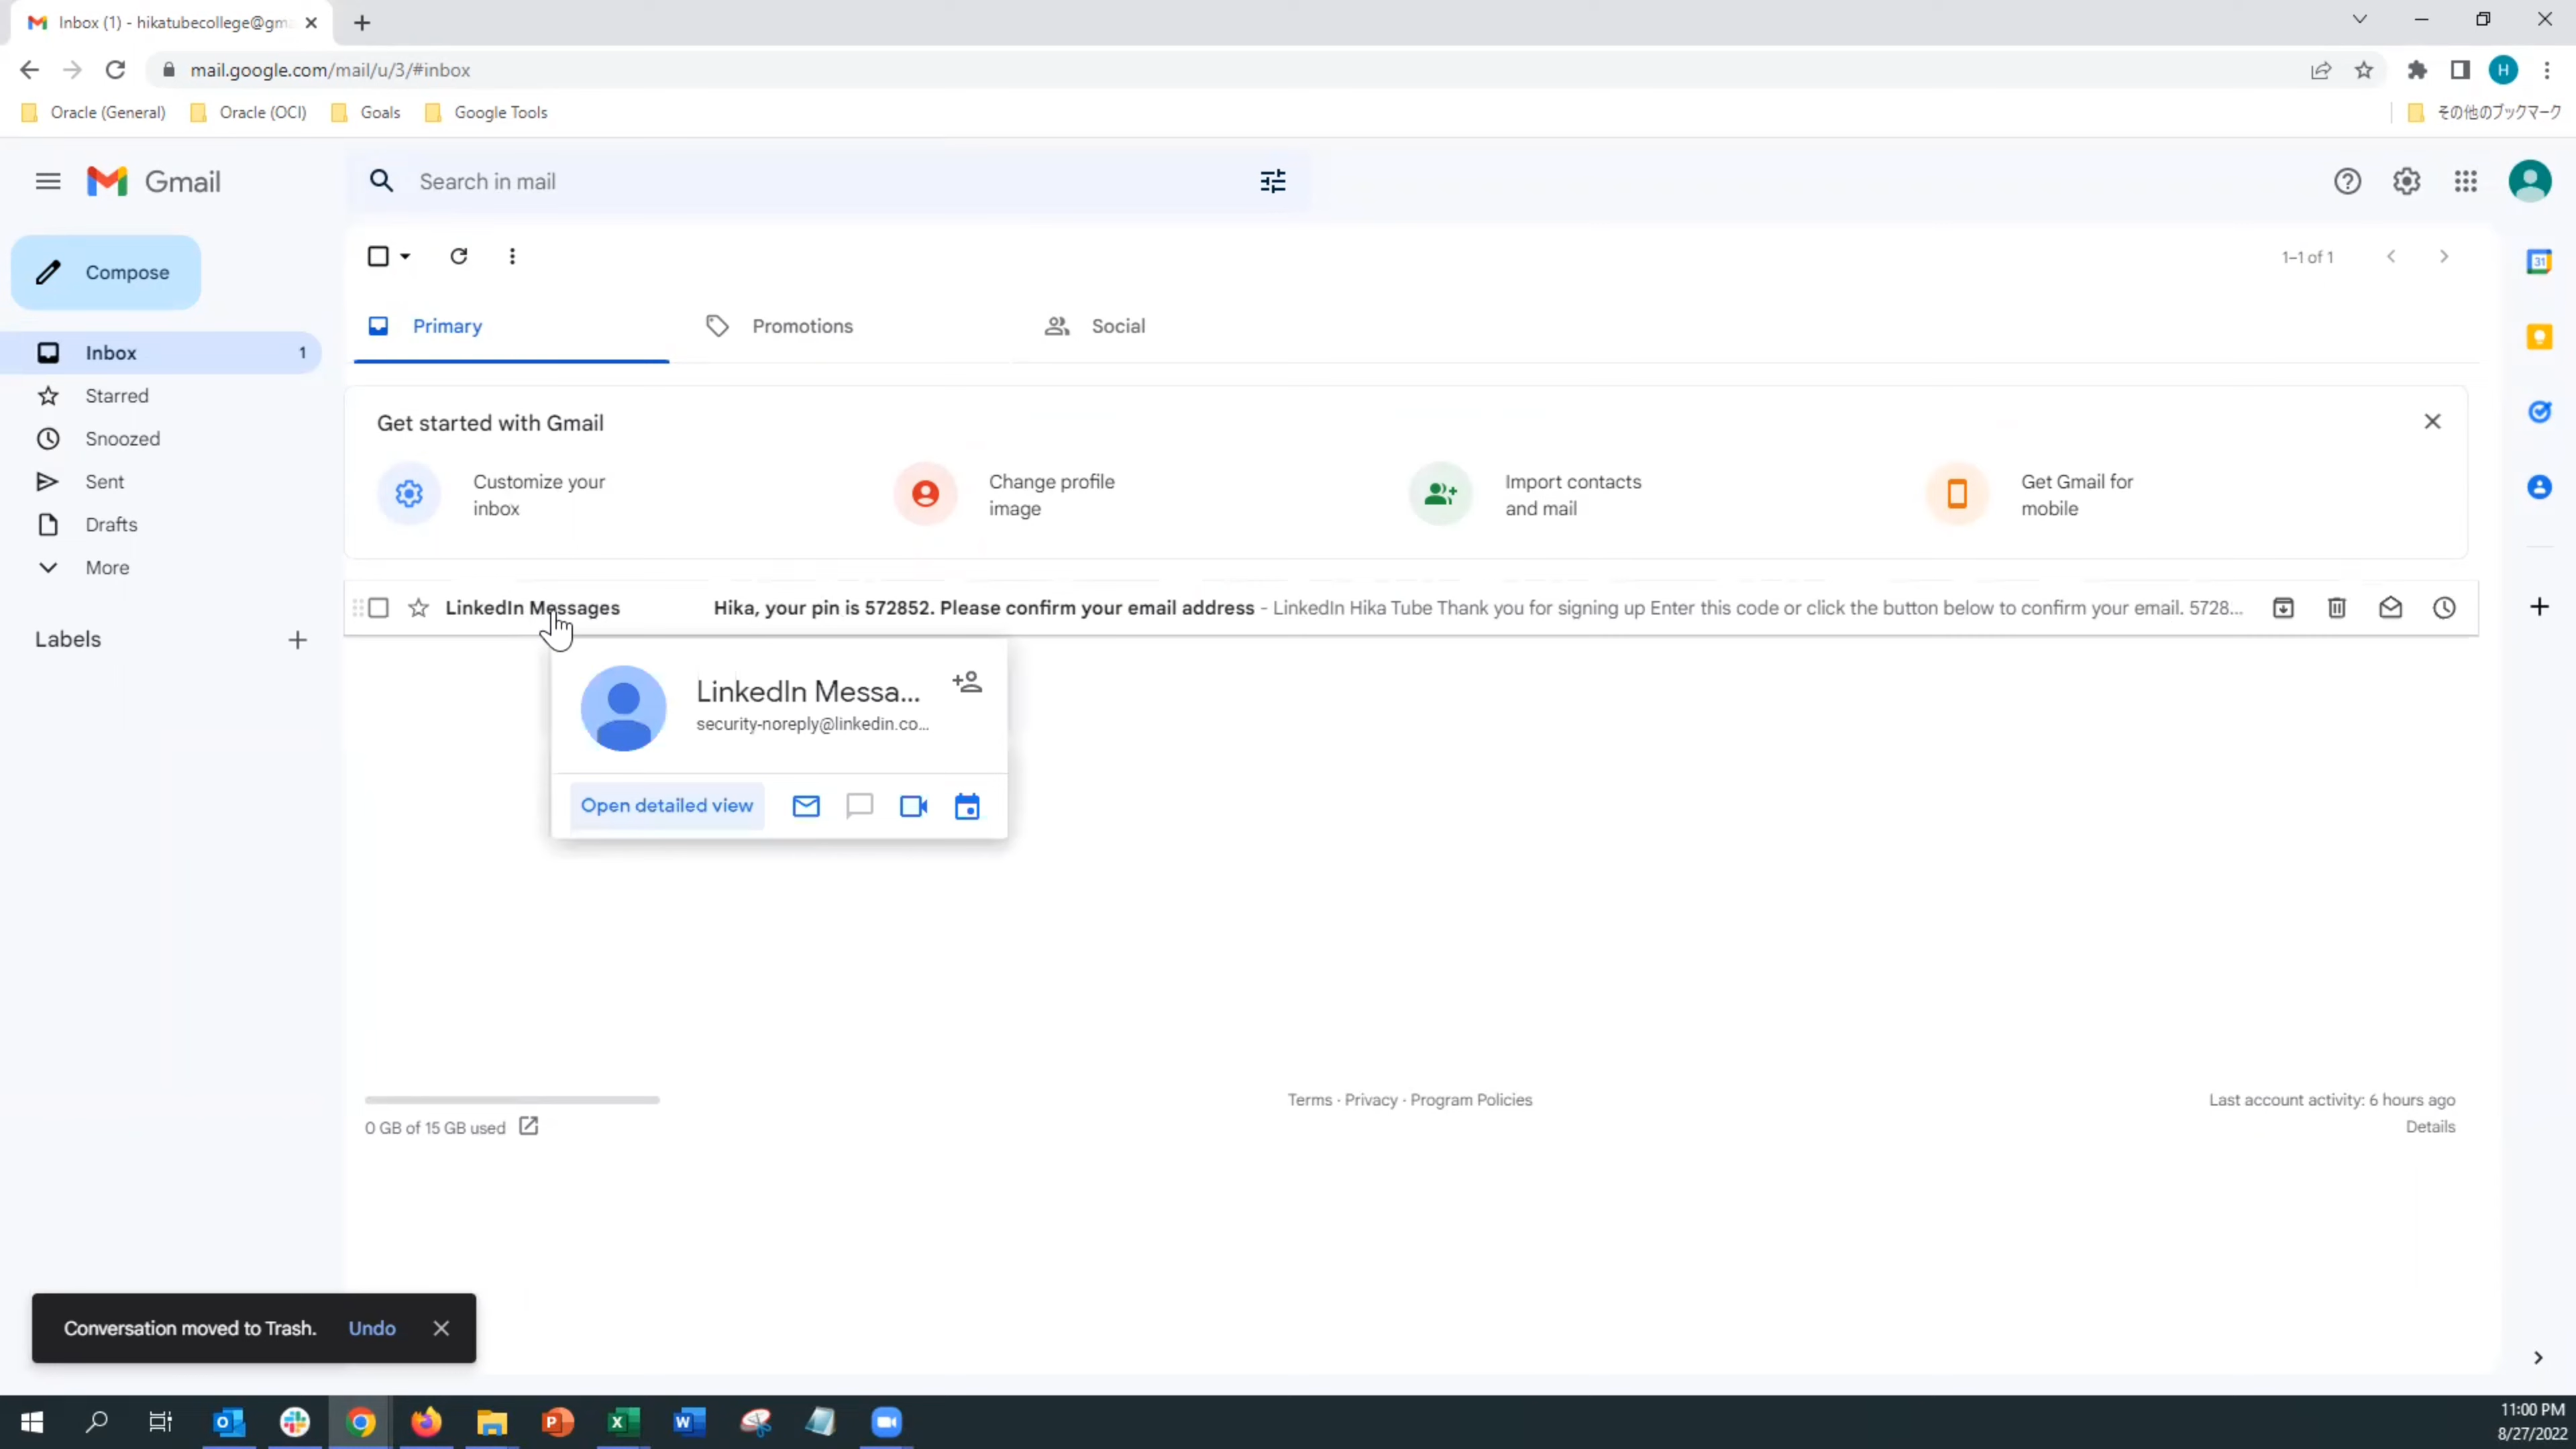 Inbox (1) - hikatubecollege@gm
mail.google.com/mail/u/3/#inbox
H
Oracle (General)
Oracle (OCI)
Goals
Google Tools
その他のブックマーク
Gmail
Search in mail
Compose
1–1 of 1
31
Primary
Promotions
Social
Inbox 1
Starred
Snoozed
Sent
Drafts
More
Labels
Get started with Gmail
Customize your
inbox
Change profile
image
Import contacts
and mail
Get Gmail for
mobile
LinkedIn Messages Hika, your pin is 572852. Please confirm your email address - LinkedIn Hika Tube Thank you for signing up Enter this code or click the button below to confirm your email. 5728...
LinkedIn Messa...
security-noreply@linkedin.co...
Open detailed view
0 GB of 15 GB used
Terms · Privacy · Program Policies
Last account activity: 6 hours ago
Details
Conversation moved to Trash. Undo
11:00 PM
8/27/2022